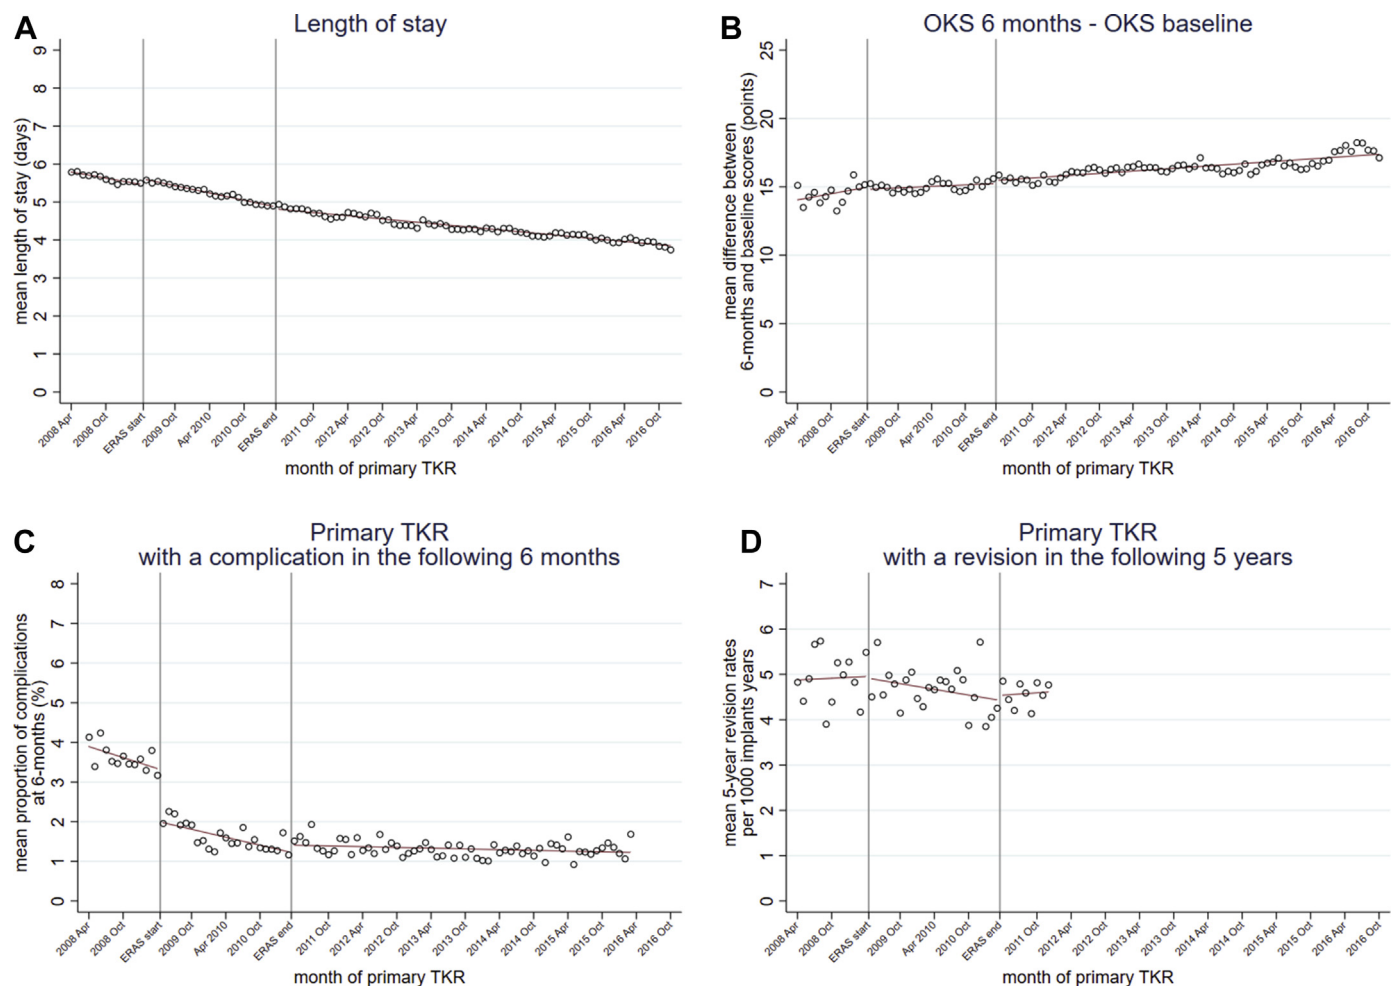 A
Length of stay
mean length of stay (days)
9
8
7
6
5
4
3
2
1
0
2008 Apr
2008 Oct
ERAS start
2009 Oct
Apr 2010
2010 Oct
ERAS end
2011 Oct
2012 Apr
2012 Oct
2013 Apr
2013 Oct
2014 Apr
2014 Oct
2015 Apr
2015 Oct
2016 Apr
2016 Oct
month of primary TKR
B
OKS 6 months - OKS baseline
mean difference between
6-months and baseline scores (points)
25
20
15
10
5
0
2008 Apr
2008 Oct
ERAS start
2009 Oct
Apr 2010
2010 Oct
ERAS end
2011 Oct
2012 Apr
2012 Oct
2013 Apr
2013 Oct
2014 Apr
2014 Oct
2015 Apr
2015 Oct
2016 Apr
2016 Oct
month of primary TKR
C
Primary TKR
with a complication in the following 6 months
mean proportion of complications
at 6-months (%)
8
7
6
5
4
3
2
1
0
2008 Apr
2008 Oct
ERAS start
2009 Oct
Apr 2010
2010 Oct
ERAS end
2011 Oct
2012 Apr
2012 Oct
2013 Apr
2013 Oct
2014 Apr
2014 Oct
2015 Apr
2015 Oct
2016 Apr
2016 Oct
month of primary TKR
D
Primary TKR
with a revision in the following 5 years
mean 5-year revision rates
per 1000 implants years
7
6
5
4
3
2
1
0
2008 Apr
2008 Oct
ERAS start
2009 Oct
Apr 2010
2010 Oct
ERAS end
2011 Oct
2012 Apr
2012 Oct
2013 Apr
2013 Oct
2014 Apr
2014 Oct
2015 Apr
2015 Oct
2016 Apr
2016 Oct
month of primary TKR